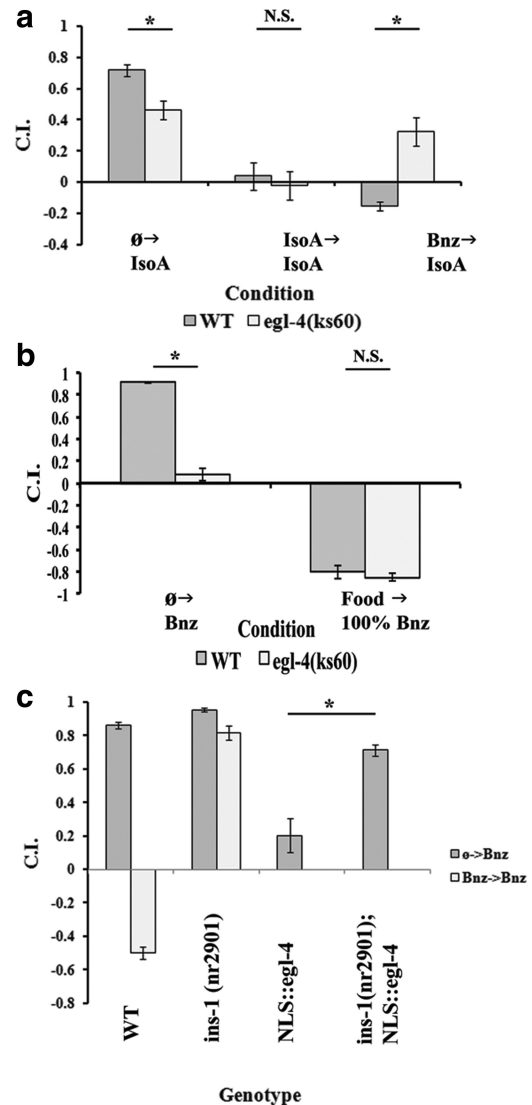 a
*
N.S.
*
0.8
0.6
0.4
0.2
0
-0.2
-0.4
C.I.
ø→
IsoA
IsoA→
IsoA
Bnz→
IsoA
Condition
WT
egl-4(ks60)
b
*
N.S.
1
0.8
0.6
0.4
0.2
0
-0.2
-0.4
-0.6
-0.8
-1
C.I.
ø→
Bnz
Food →
100% Bnz
Condition
WT
egl-4(ks60)
c
*
1
0.8
0.6
0.4
0.2
0
-0.2
-0.4
-0.6
-0.8
C.I.
ø->Bnz
Bnz->Bnz
WT
ins-1 (nr2901)
NLS::egl-4
ins-1(nr2901);
NLS::egl-4
Genotype